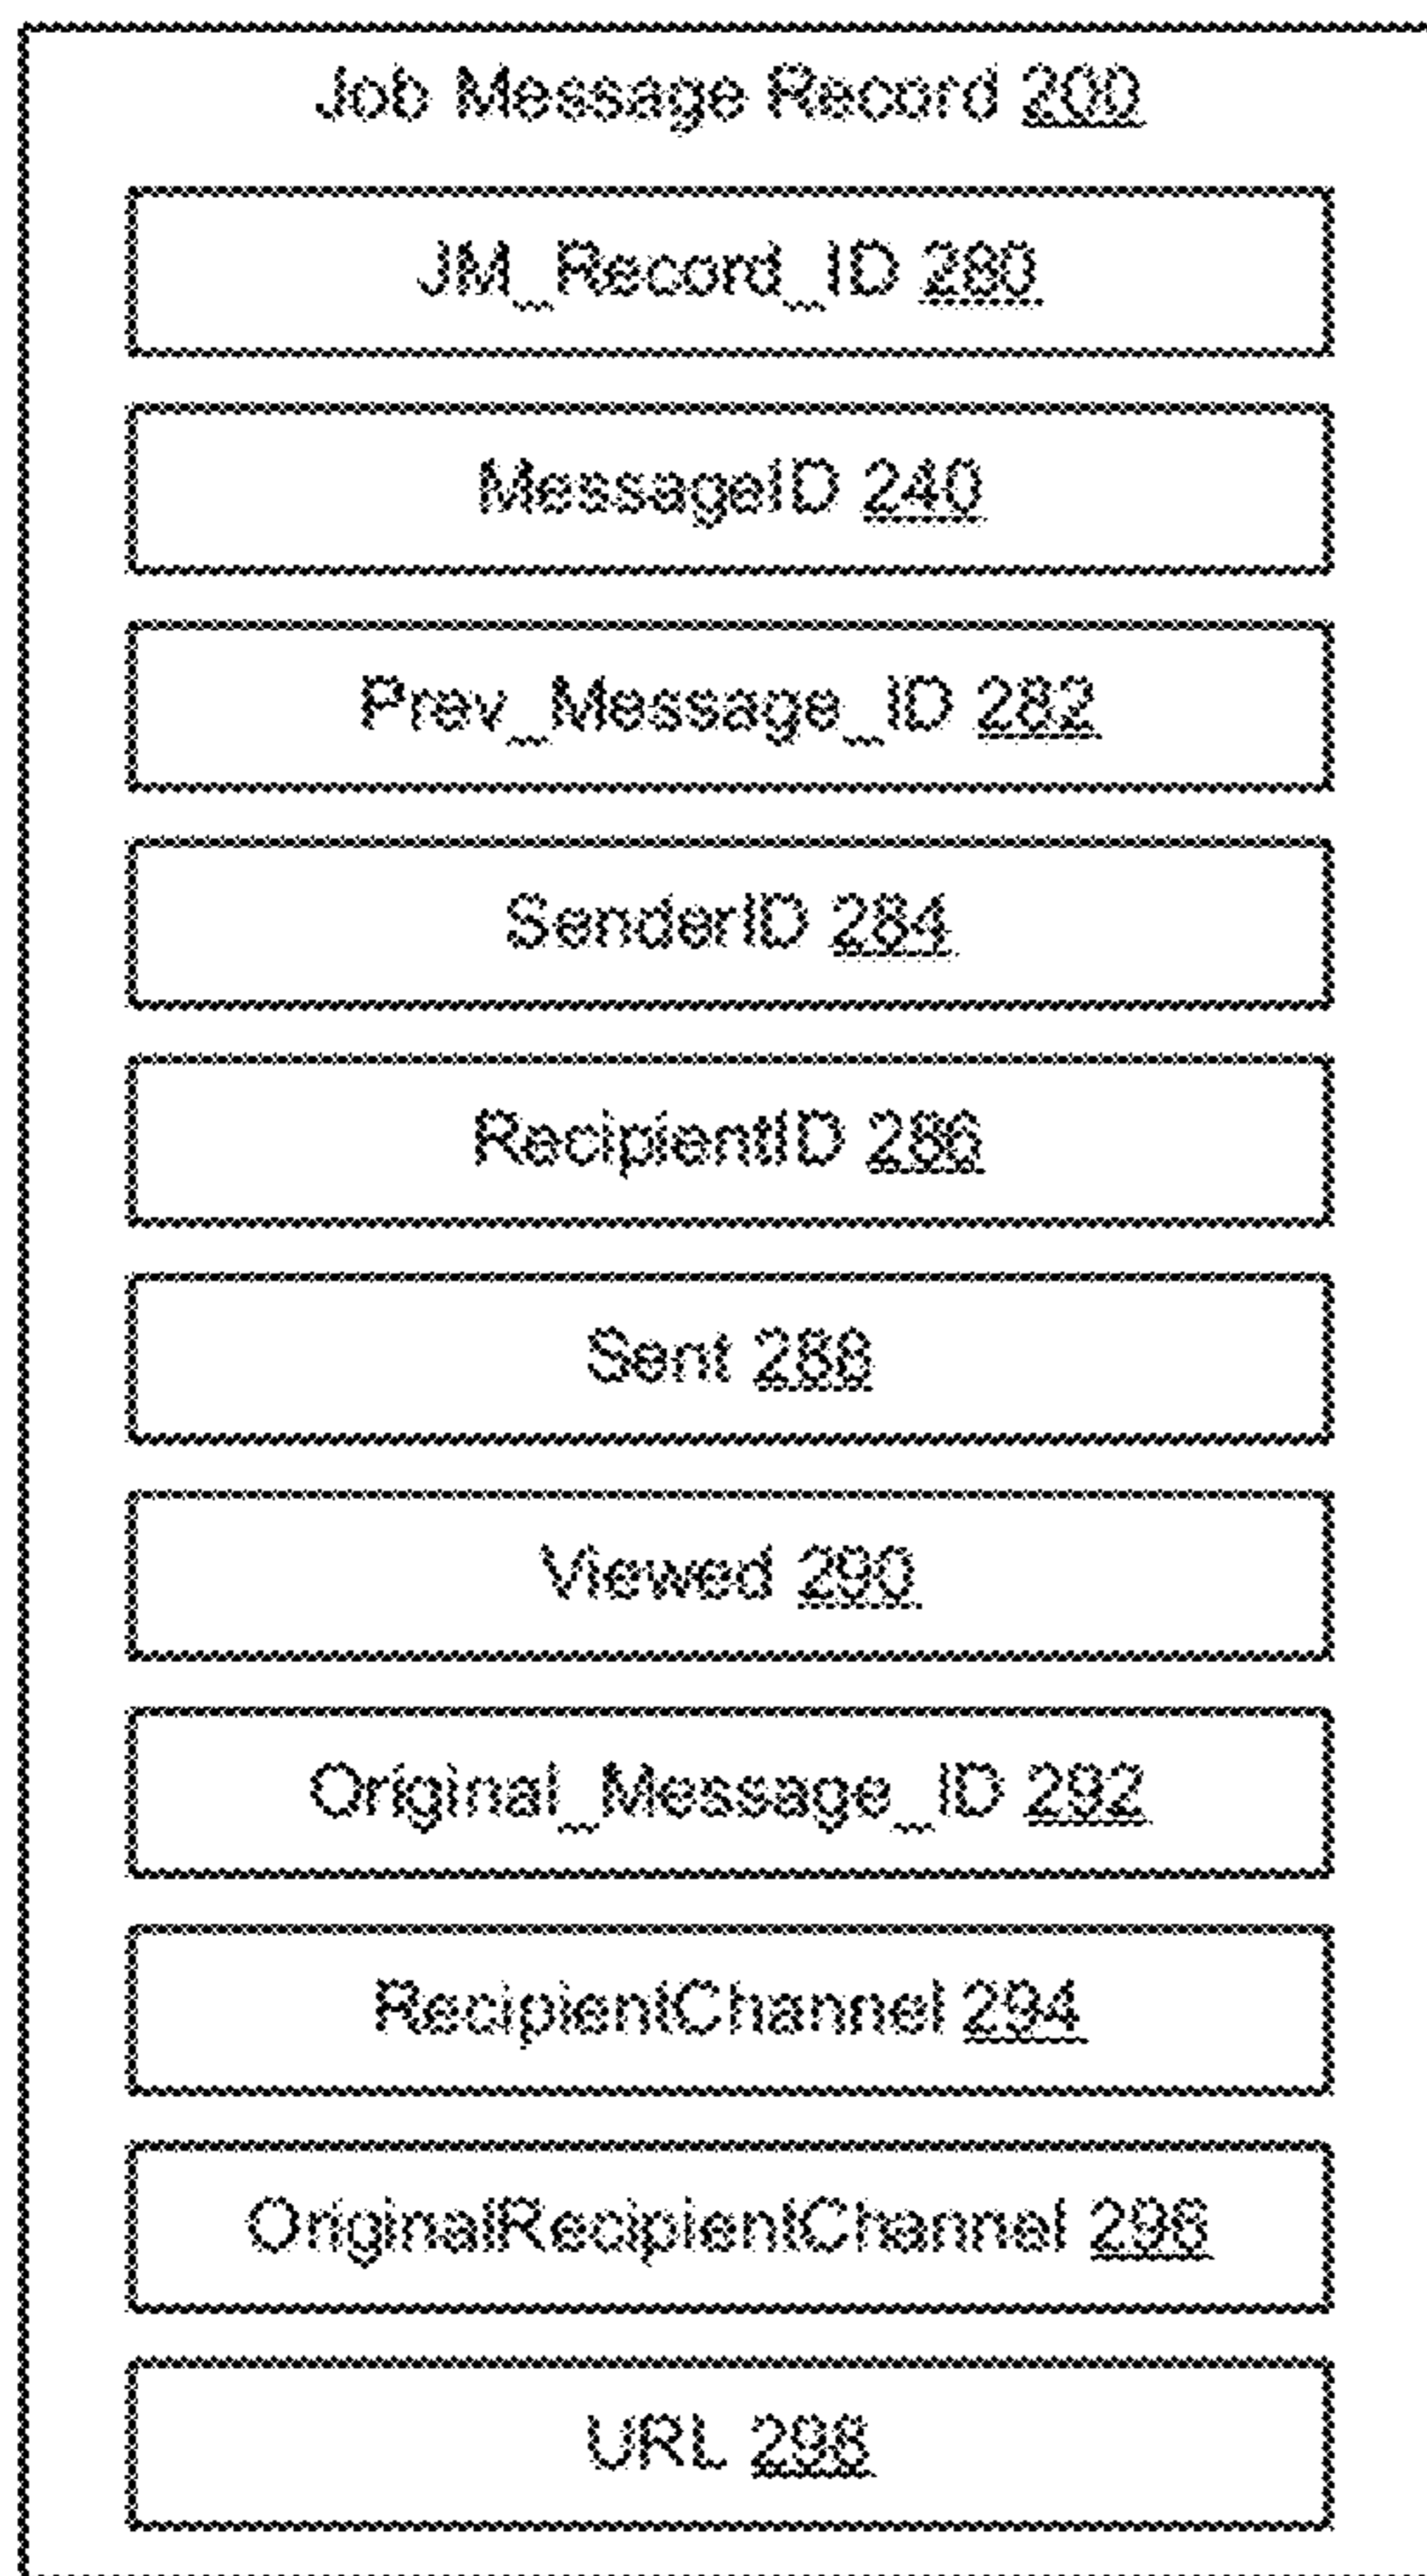 Job Message Record 200
JM_Record_ID 280
MessageID 240
Prev_Message_ID 282
SenderID 284
RecipientID 286
Sent 288
Viewed 290
Original_Message_ID 292
RecipientChannel 294
OriginalRecipientChannel 296
URL 298